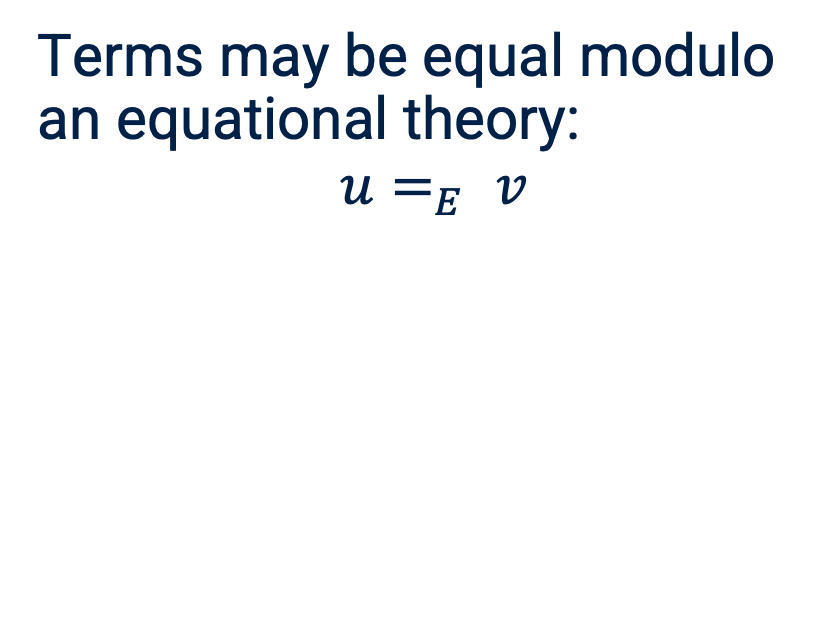 Terms may be equal modulo
an equational theory:
𝑢 =𝐸 𝑣